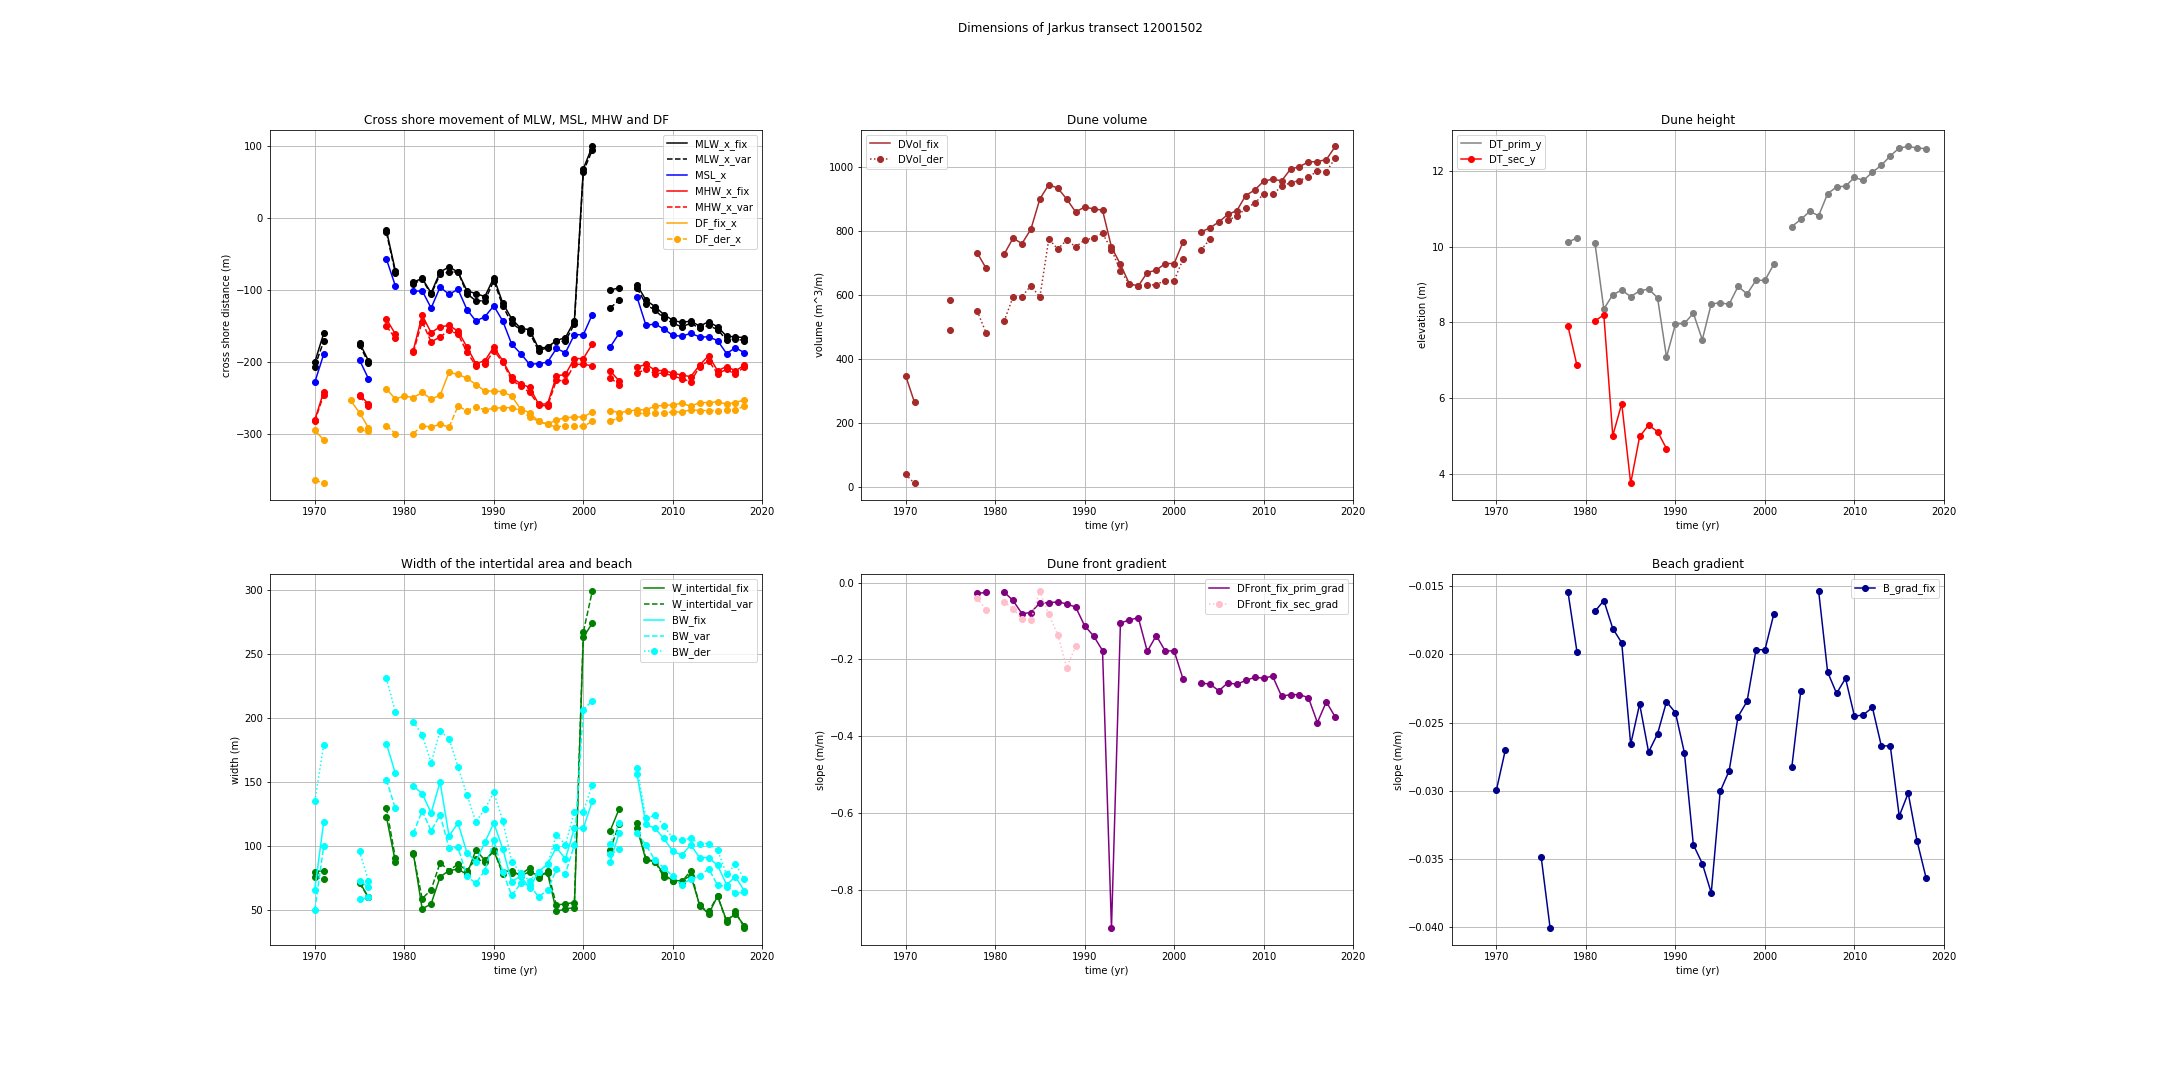 Dimensions of Jarkus transect 12001502
Cross shore movement of MLW, MSL, MHW and DF
cross shore distance (m)
100
0
−100
−200
−300
MLW_x_fix
MLW_x_var
MSL_x
MHW_x_fix
MHW_x_var
DF_fix_x
DF_der_x
1970 1980 1990 2000 2010 2020
time (yr)
Dune volume
volume (m^3/m)
1000
800
600
400
200
0
DVol_fix
DVol_der
1970 1980 1990 2000 2010 2020
time (yr)
Dune height
elevation (m)
12
10
8
6
4
DT_prim_y
DT_sec_y
1970 1980 1990 2000 2010 2020
time (yr)
Width of the intertidal area and beach
width (m)
300
250
200
150
100
50
W_intertidal_fix
W_intertidal_var
BW_fix
BW_var
BW_der
1970 1980 1990 2000 2010 2020
time (yr)
Dune front gradient
slope (m/m)
0.0
−0.2
−0.4
−0.6
−0.8
DFront_fix_prim_grad
DFront_fix_sec_grad
1970 1980 1990 2000 2010 2020
time (yr)
Beach gradient
slope (m/m)
−0.015
−0.020
−0.025
−0.030
−0.035
−0.040
B_grad_fix
1970 1980 1990 2000 2010 2020
time (yr)